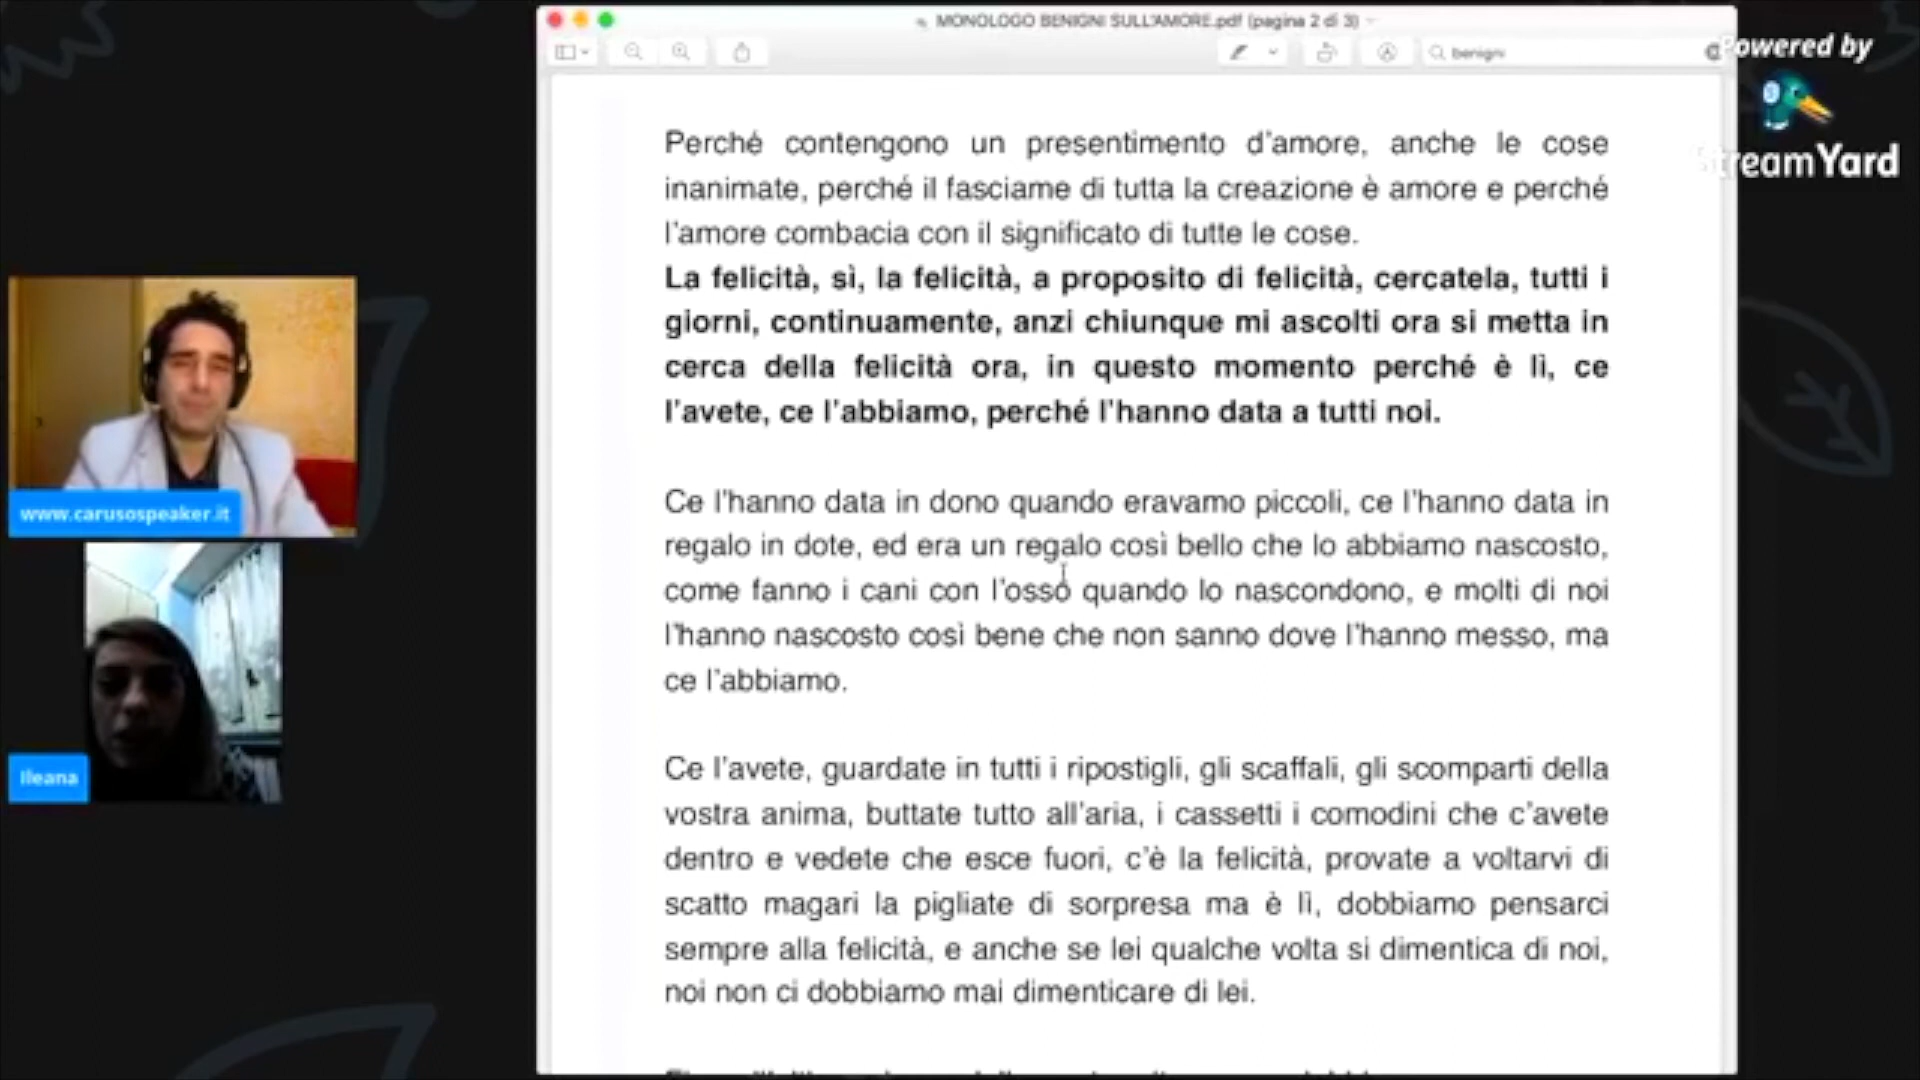 MONOLOGO BENIGNI SULL'AMORE.pdf (pagina 2 di 3)
benigni
Powered by
StreamYard
Perché contengono un presentimento d'amore, anche le cose
inanimate, perché il fasciame di tutta la creazione è amore e perché
l'amore combacia con il significato di tutte le cose.
La felicità, sì, la felicità, a proposito di felicità, cercatela, tutti i
giorni, continuamente, anzi chiunque mi ascolti ora si metta in
cerca della felicità ora, in questo momento perché è lì, ce
l'avete, ce l'abbiamo, perché l'hanno data a tutti noi.
Ce l'hanno data in dono quando eravamo piccoli, ce l'hanno data in
regalo in dote, ed era un regalo così bello che lo abbiamo nascosto,
come fanno i cani con l'osso quando lo nascondono, e molti di noi
l'hanno nascosto così bene che non sanno dove l'hanno messo, ma
ce l'abbiamo.
Ce l'avete, guardate in tutti i ripostigli, gli scaffali, gli scomparti della
vostra anima, buttate tutto all'aria, i cassetti i comodini che c'avete
dentro e vedete che esce fuori, c'è la felicità, provate a voltarvi di
scatto magari la pigliate di sorpresa ma è lì, dobbiamo pensarci
sempre alla felicità, e anche se lei qualche volta si dimentica di noi,
noi non ci dobbiamo mai dimenticare di lei.
www.carusospeaker.it
Ileana